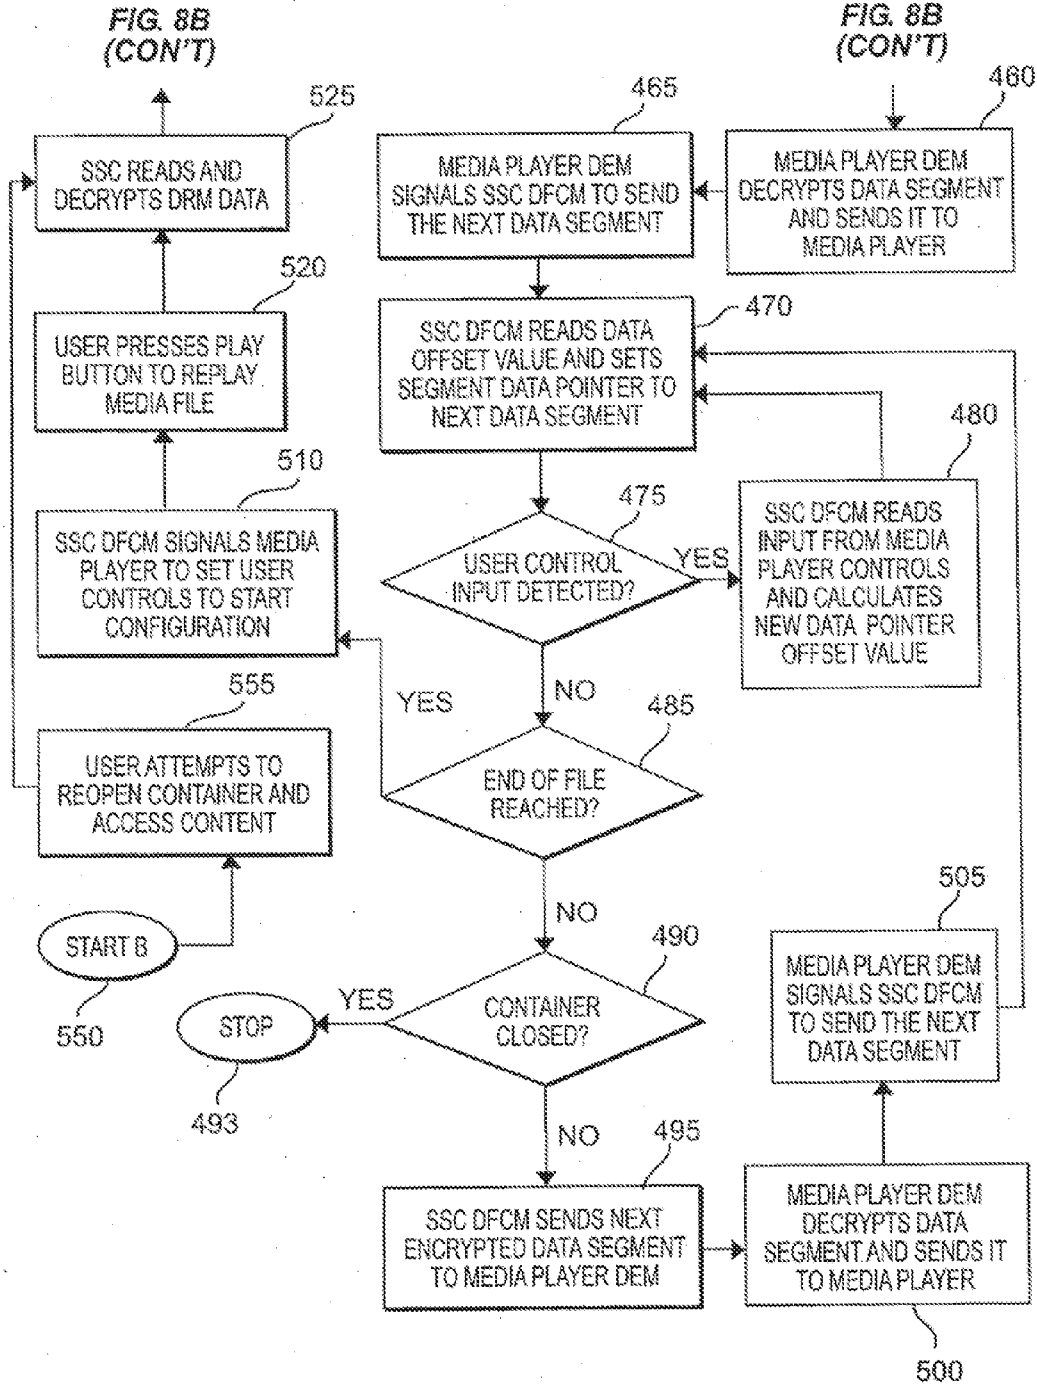 FIG. 8B
(CON'T)
FIG. 8B
(CON'T)
525
465
460
SSC READS AND
DECRYPTS DRM DATA
MEDIA PLAYER DEM
SIGNALS SSC DFCM TO SEND
THE NEXT DATA SEGMENT
MEDIA PLAYER DEM
DECRYPTS DATA SEGMENT
AND SENDS IT TO
MEDIA PLAYER
520
470
USER PRESSES PLAY
BUTTON TO REPLAY
MEDIA FILE
SSC DFCM READS DATA
OFFSET VALUE AND SETS
SEGMENT DATA POINTER TO
NEXT DATA SEGMENT
480
510
475
SSC DFCM SIGNALS MEDIA
PLAYER TO SET USER
CONTROLS TO START
CONFIGURATION
USER CONTROL
INPUT DETECTED?
YES
SSC DFCM READS
INPUT FROM MEDIA
PLAYER CONTROLS
AND CALCULATES
NEW DATA POINTER
OFFSET VALUE
555
YES
NO
485
USER ATTEMPTS TO
REOPEN CONTAINER AND
ACCESS CONTENT
END OF FILE
REACHED?
505
NO
START B
490
550
YES
STOP
CONTAINER
CLOSED?
MEDIA PLAYER DEM
SIGNALS SSC DFCM
TO SEND THE NEXT
DATA SEGMENT
493
NO
495
SSC DFCM SENDS NEXT
ENCRYPTED DATA SEGMENT
TO MEDIA PLAYER DEM
MEDIA PLAYER DEM
DECRYPTS DATA
SEGMENT AND SENDS IT
TO MEDIA PLAYER
500